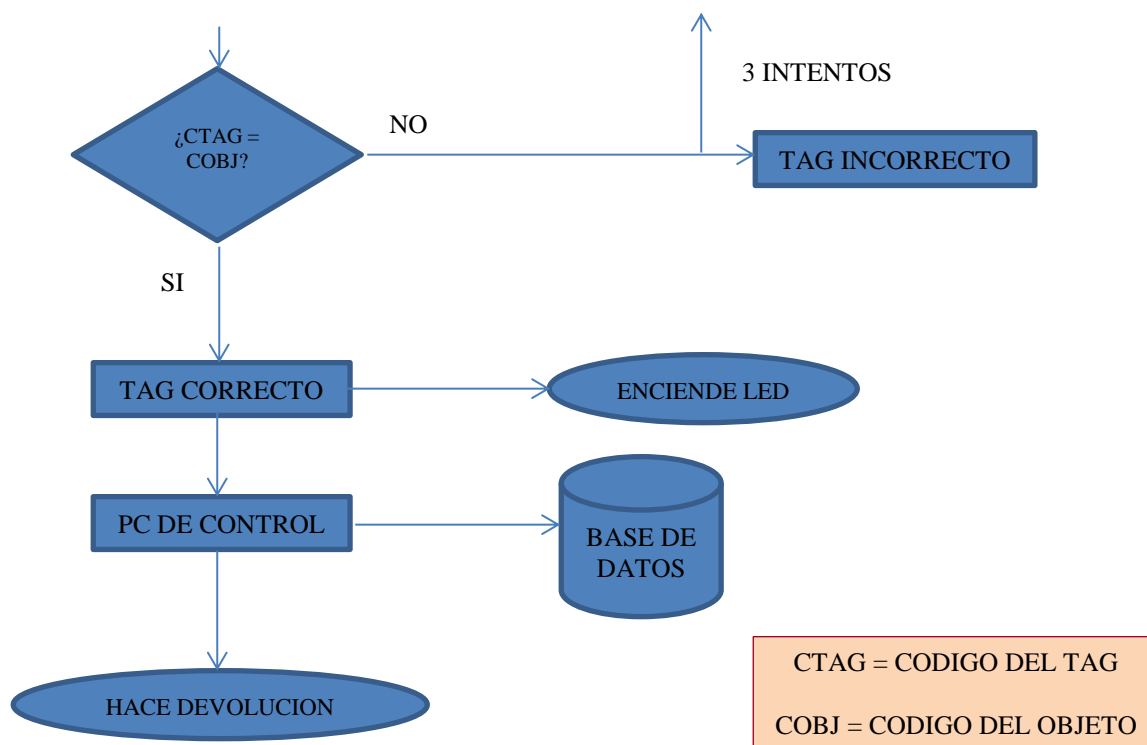 3 INTENTOS
¿CTAG =
COBJ?
NO
TAG INCORRECTO
SI
TAG CORRECTO
ENCIENDE LED
PC DE CONTROL
BASE DE
DATOS
HACE DEVOLUCION
CTAG = CODIGO DEL TAG
COBJ = CODIGO DEL OBJETO